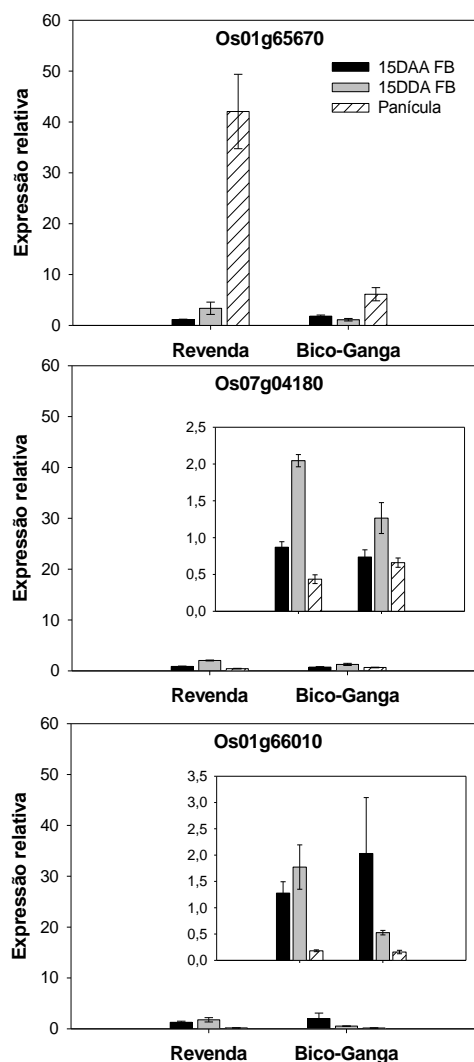 Os01g65670
15DAA FB
15DDA FB
Panícula
Expressão relativa
60
50
40
30
20
10
0
Revenda
Bico-Ganga
Os07g04180
Expressão relativa
60
50
40
30
20
10
0
2,5
2,0
1,5
1,0
0,5
0,0
Revenda
Bico-Ganga
Os01g66010
Expressão relativa
60
50
40
30
20
10
0
3,5
3,0
2,5
2,0
1,5
1,0
0,5
0,0
Revenda
Bico-Ganga